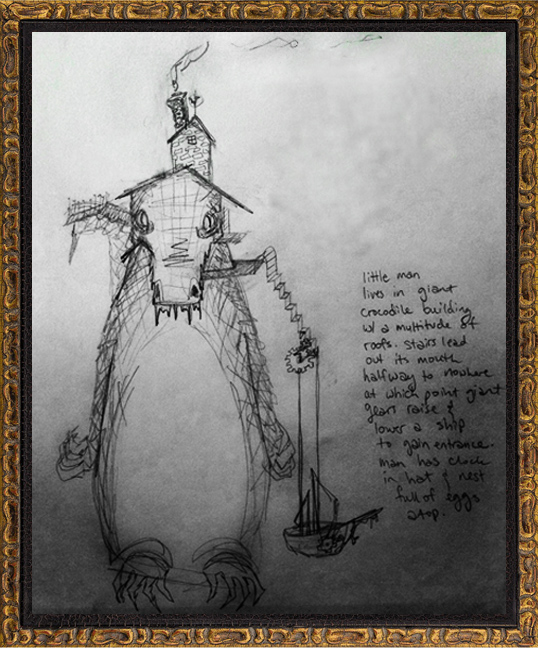 little man
lives in giant
crocodile building
w/ a multitude of
roofs. stairs lead
out its mouth
halfway to nowhere
at which point giant
gears raise &
lower a ship
to gain entrance.
man has clock
in hat & nest
full of eggs
atop.